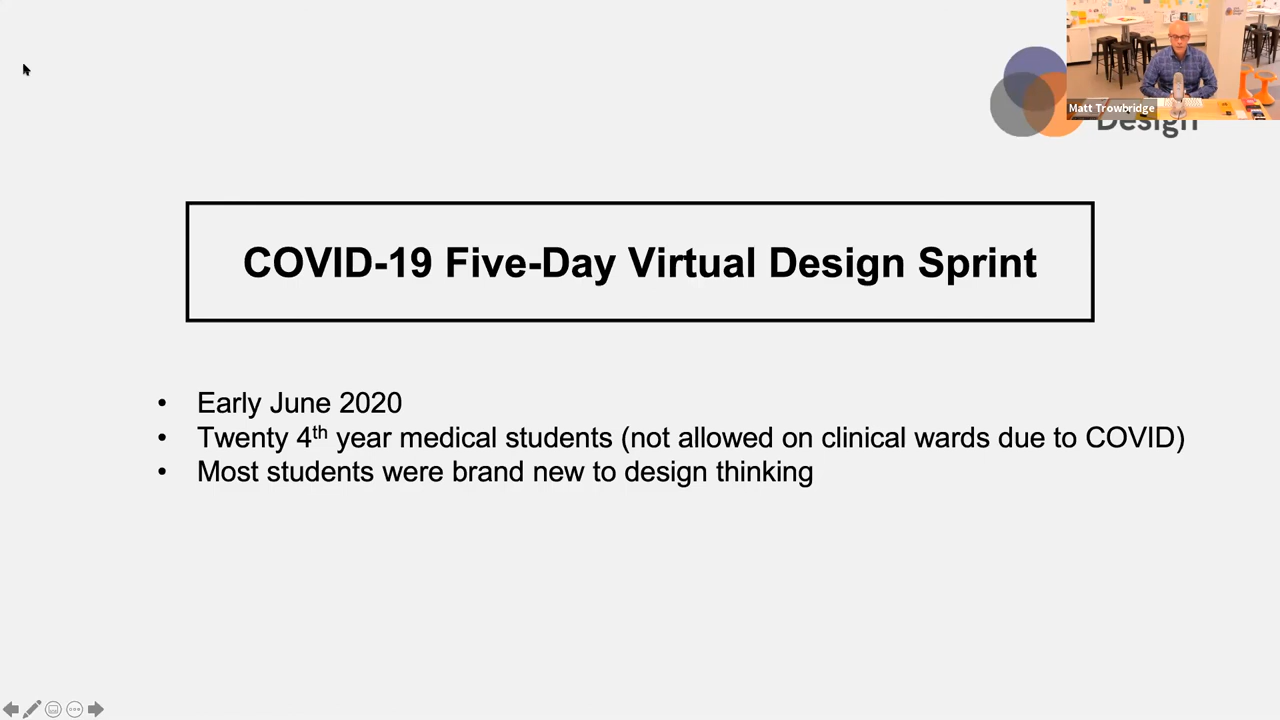 Matt Trowbridge
Design
COVID-19 Five-Day Virtual Design Sprint
• Early June 2020
• Twenty 4th year medical students (not allowed on clinical wards due to COVID)
• Most students were brand new to design thinking